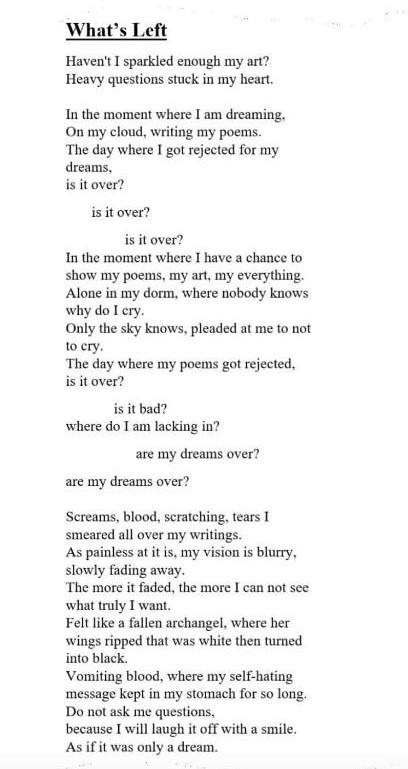 What's Left
Haven't I sparkled enough my art?
Heavy questions stuck in my heart.
In the moment where I am dreaming,
On my cloud, writing my poems.
The day where I got rejected for my
dreams,
is it over?
is it over?
is it over?
In the moment where I have a chance to
show my poems, my art, my everything.
Alone in my dorm, where nobody knows
why do I cry.
Only the sky knows, pleaded at me to not
to cry.
The day where my poems got rejected,
is it over?
is it bad?
where do I am lacking in?
are my dreams over?
are my dreams over?
Screams, blood, scratching, tears I
smeared all over my writings.
As painless at it is, my vision is blurry,
slowly fading away.
The more it faded, the more I can not see
what truly I want.
Felt like a fallen archangel, where her
wings ripped that was white then turned
into black.
Vomiting blood, where my self-hating
message kept in my stomach for so long.
Do not ask me questions,
because I will laugh it off with a smile.
As if it was only a dream.